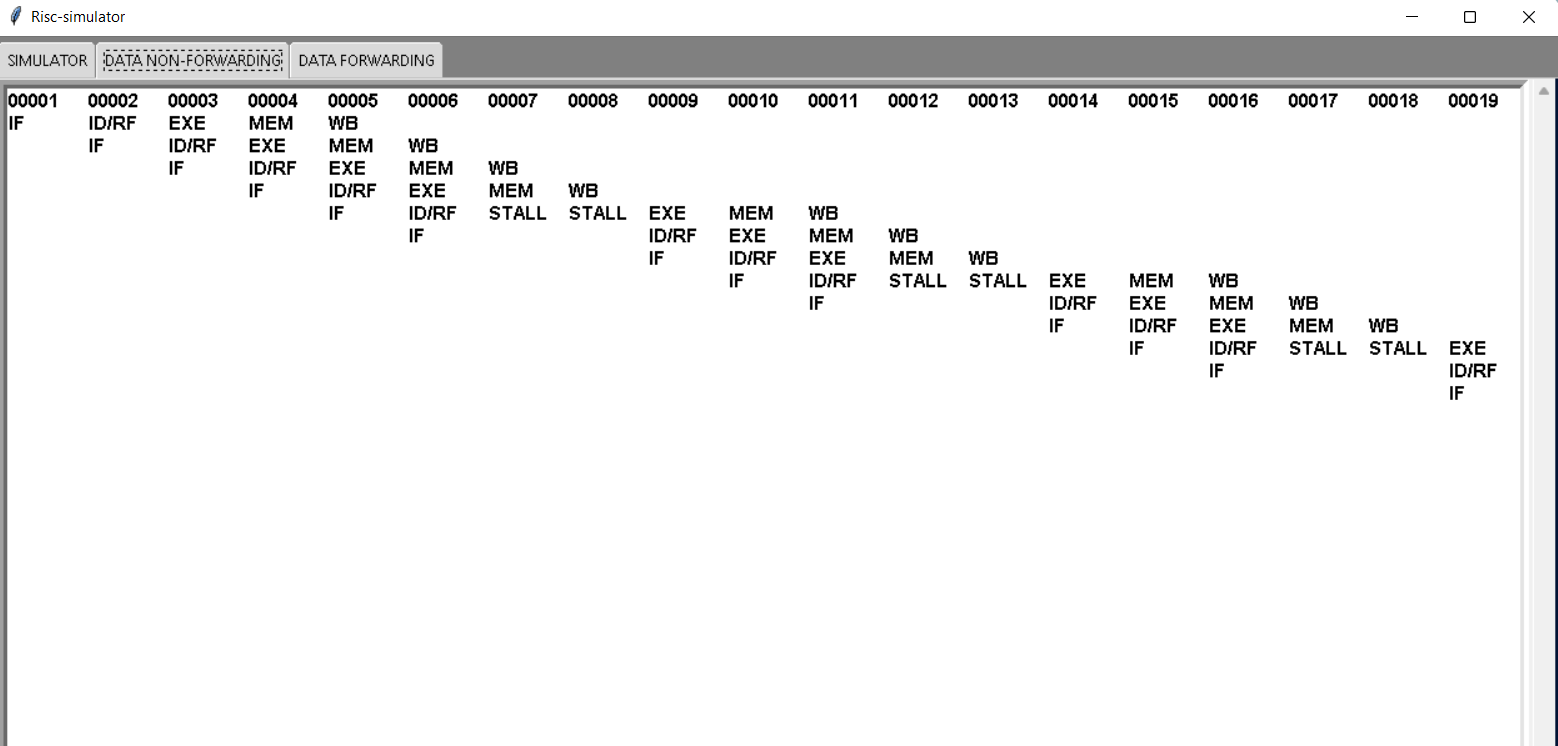 Risc-simulator
SIMULATOR DATA NON-FORWARDING DATA FORWARDING
00001 00002 00003 00004 00005 00006 00007 00008 00009 00010 00011 00012 00013 00014 00015 00016 00017 00018 00019
IF ID/RF EXE MEM WB
IF ID/RF EXE MEM WB
IF ID/RF EXE MEM WB
IF ID/RF EXE MEM WB
IF ID/RF STALL STALL EXE MEM WB
IF ID/RF EXE MEM WB
IF ID/RF EXE MEM WB
IF ID/RF STALL STALL EXE MEM WB
IF ID/RF EXE MEM WB
IF ID/RF EXE MEM WB
IF ID/RF STALL STALL EXE
IF ID/RF
IF